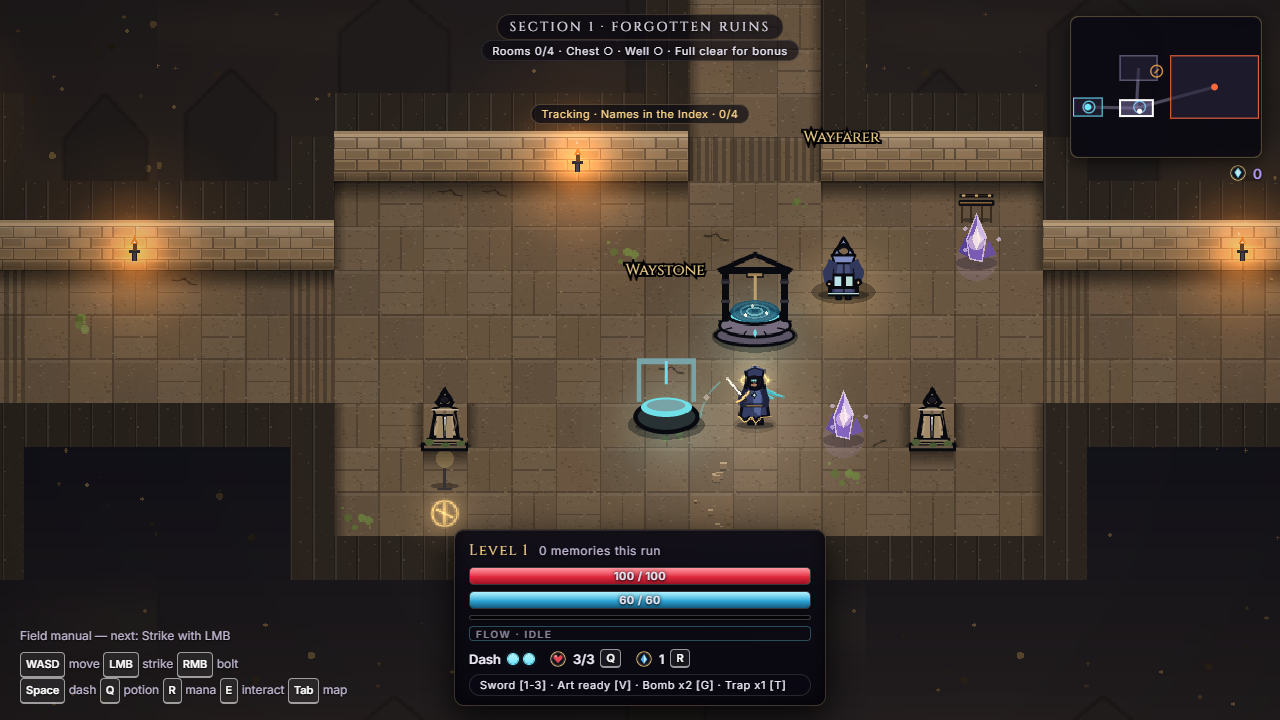 SECTION 1 · FORGOTTEN RUINS
Rooms 0/4 · Chest ○ · Well ○ · Full clear for bonus
Tracking · Names in the Index · 0/4
WAYFARER
0
WAYSTONE
LEVEL 1 0 memories this run
100 / 100
60 / 60
FLOW · IDLE
Dash 3/3 Q 1 R
Sword [1-3] · Art ready [V] · Bomb x2 [G] · Trap x1 [T]
Field manual — next: Strike with LMB
WASD move LMB strike RMB bolt
Space dash Q potion R mana E interact Tab map